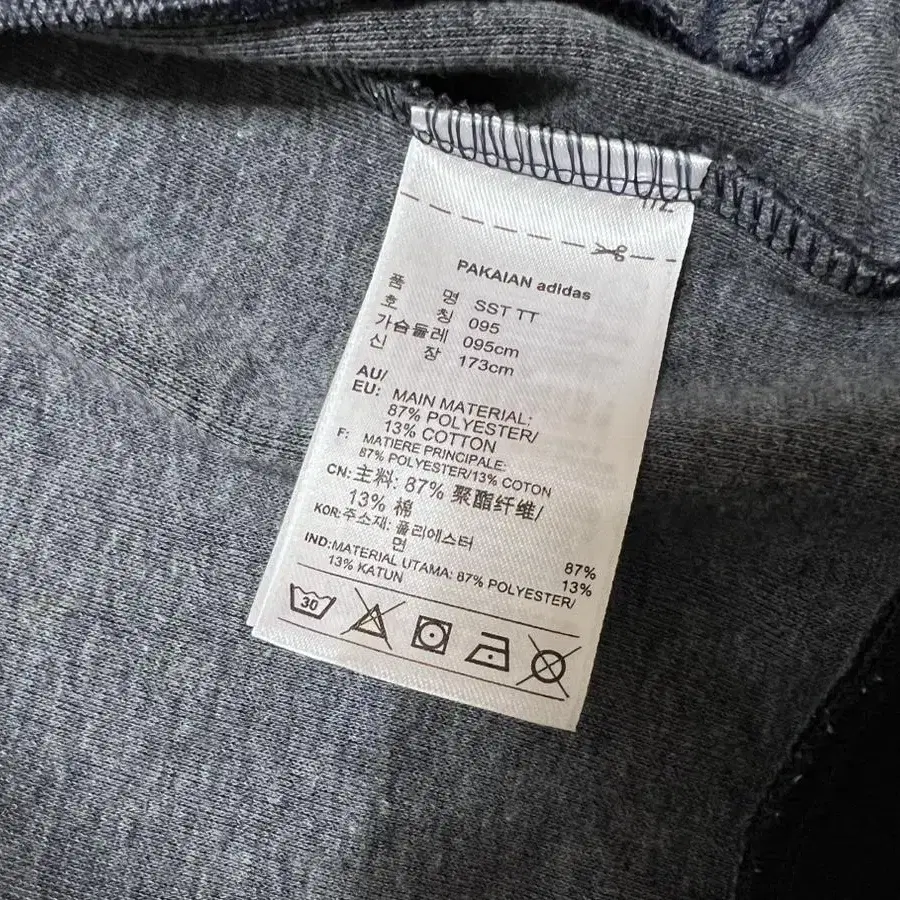 PAKAIAN adidas
품 명 SST TT
호 칭 095
가슴둘레 095cm
신 장 173cm
AU/
EU: MAIN MATERIAL:
87% POLYESTER/
13% COTTON
F: MATIERE PRINCIPALE:
87% POLYESTER/13% COTON
CN: 主料: 87% 聚酯纤维/
13% 棉
KOR: 주소재: 폴리에스터 87%
면 13%
IND: MATERIAL UTAMA: 87% POLYESTER/
13% KATUN
30